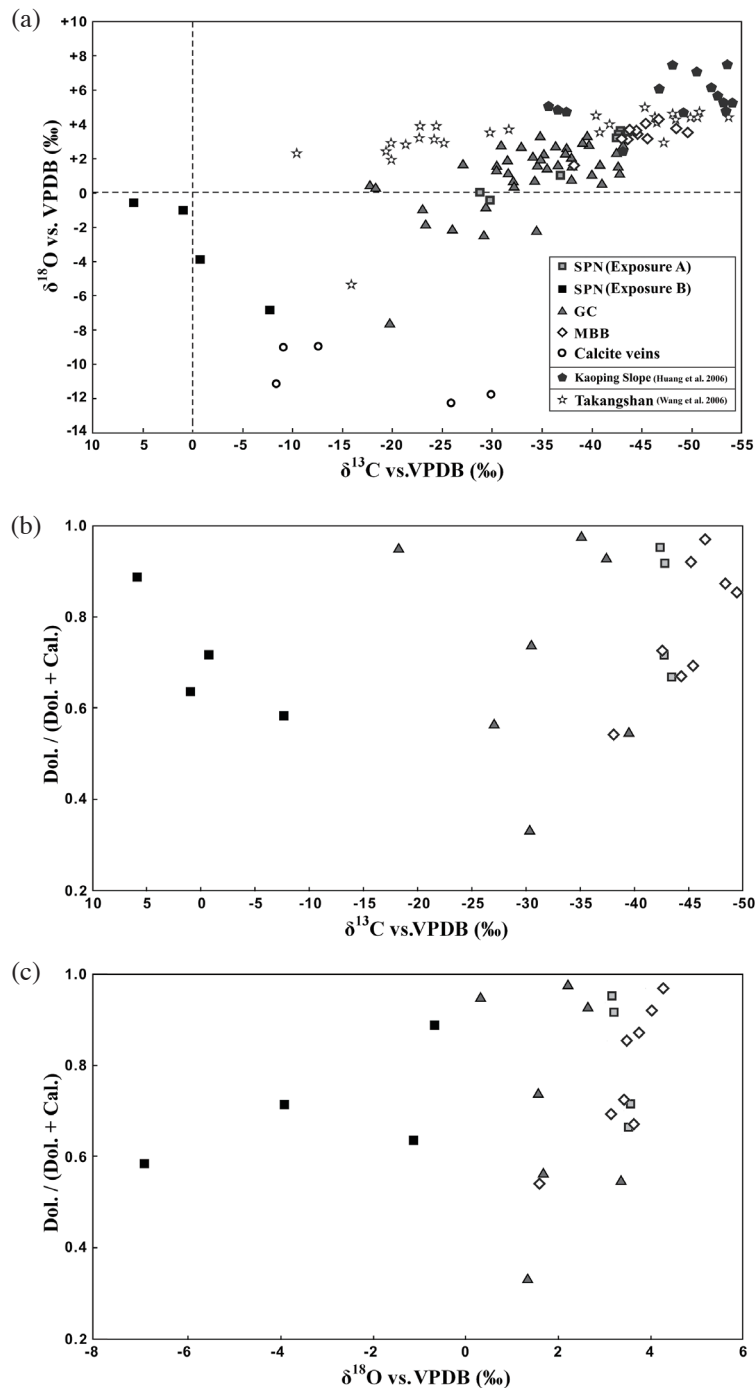 (a)
+10
+8
+6
+4
+2
0
-2
-4
-6
-8
-10
-12
-14
δ18O vs. VPDB (‰)
SPN (Exposure A)
SPN (Exposure B)
GC
MBB
Calcite veins
Kaoping Slope (Huang et al. 2006)
Takangshan (Wang et al. 2006)
10 5 0 -5 -10 -15 -20 -25 -30 -35 -40 -45 -50 -55
δ13C vs.VPDB (‰)
(b)
1.0
0.8
0.6
0.4
0.2
Dol. / (Dol. + Cal.)
10 5 0 -5 -10 -15 -20 -25 -30 -35 -40 -45 -50
δ13C vs.VPDB (‰)
(c)
1.0
0.8
0.6
0.4
0.2
Dol. / (Dol. + Cal.)
-8 -6 -4 -2 0 2 4 6
δ18O vs.VPDB (‰)